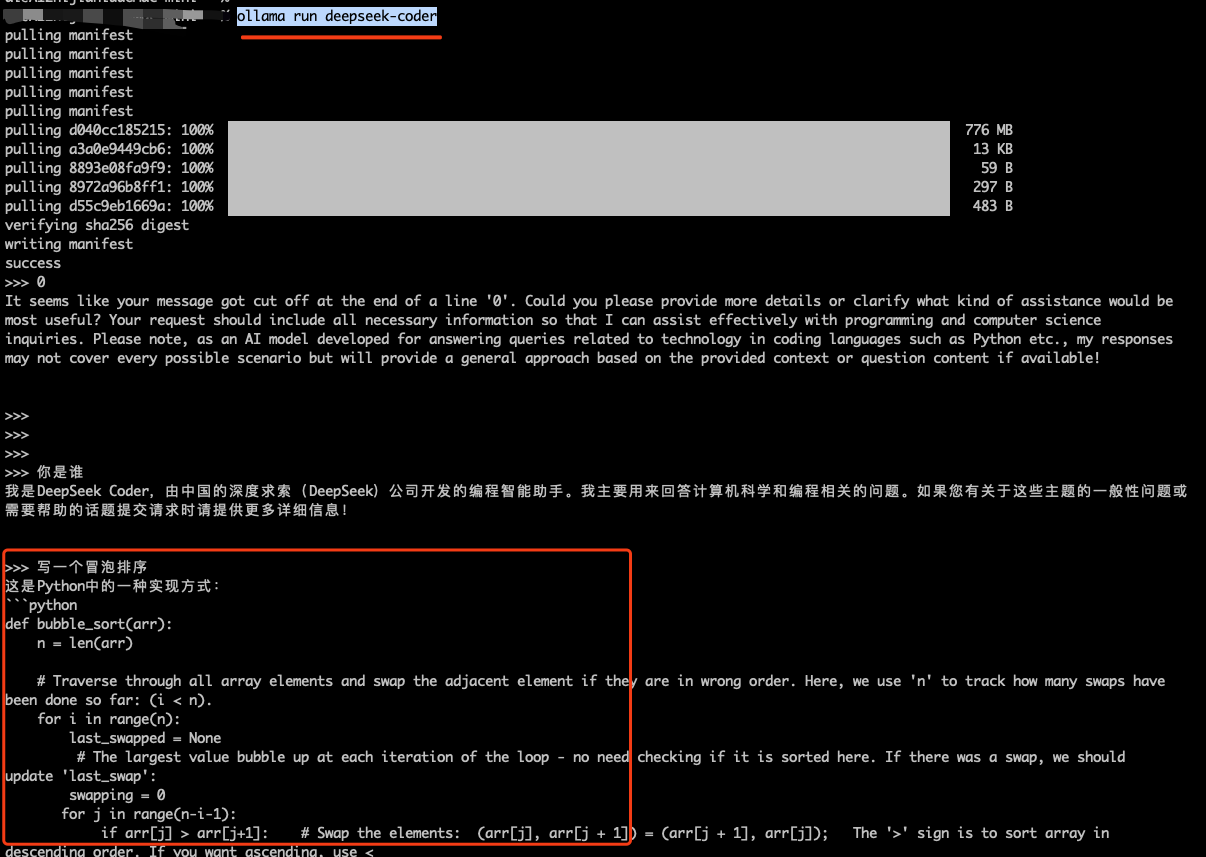 % ollama run deepseek-coder
pulling manifest
pulling manifest
pulling manifest
pulling manifest
pulling manifest
pulling d040cc185215: 100% 776 MB
pulling a3a0e9449cb6: 100% 13 KB
pulling 8893e08fa9f9: 100% 59 B
pulling 8972a96b8ff1: 100% 297 B
pulling d55c9eb1669a: 100% 483 B
verifying sha256 digest
writing manifest
success
>>> 0
It seems like your message got cut off at the end of a line '0'. Could you please provide more details or clarify what kind of assistance would be
most useful? Your request should include all necessary information so that I can assist effectively with programming and computer science
inquiries. Please note, as an AI model developed for answering queries related to technology in coding languages such as Python etc., my responses
may not cover every possible scenario but will provide a general approach based on the provided context or question content if available!
>>>
>>>
>>>
>>> 你是谁
我是DeepSeek Coder, 由中国的深度求索（DeepSeek）公司开发的编程智能助手。我主要用来回答计算机科学和编程相关的问题。如果您有关于这些主题的一般性问题或
需要帮助的话题提交请求时请提供更多详细信息！
>>> 写一个冒泡排序
这是Python中的一种实现方式：
```python
def bubble_sort(arr):
    n = len(arr)
    # Traverse through all array elements and swap the adjacent element if they are in wrong order. Here, we use 'n' to track how many swaps have
been done so far: (i < n).
    for i in range(n):
        last_swapped = None
         # The largest value bubble up at each iteration of the loop - no need checking if it is sorted here. If there was a swap, we should
update 'last_swap':
        swapping = 0
       for j in range(n-i-1):
            if arr[j] > arr[j+1]:    # Swap the elements:  (arr[j], arr[j + 1]) = (arr[j + 1], arr[j]);   The '>' sign is to sort array in
descending order. If you want ascending, use <